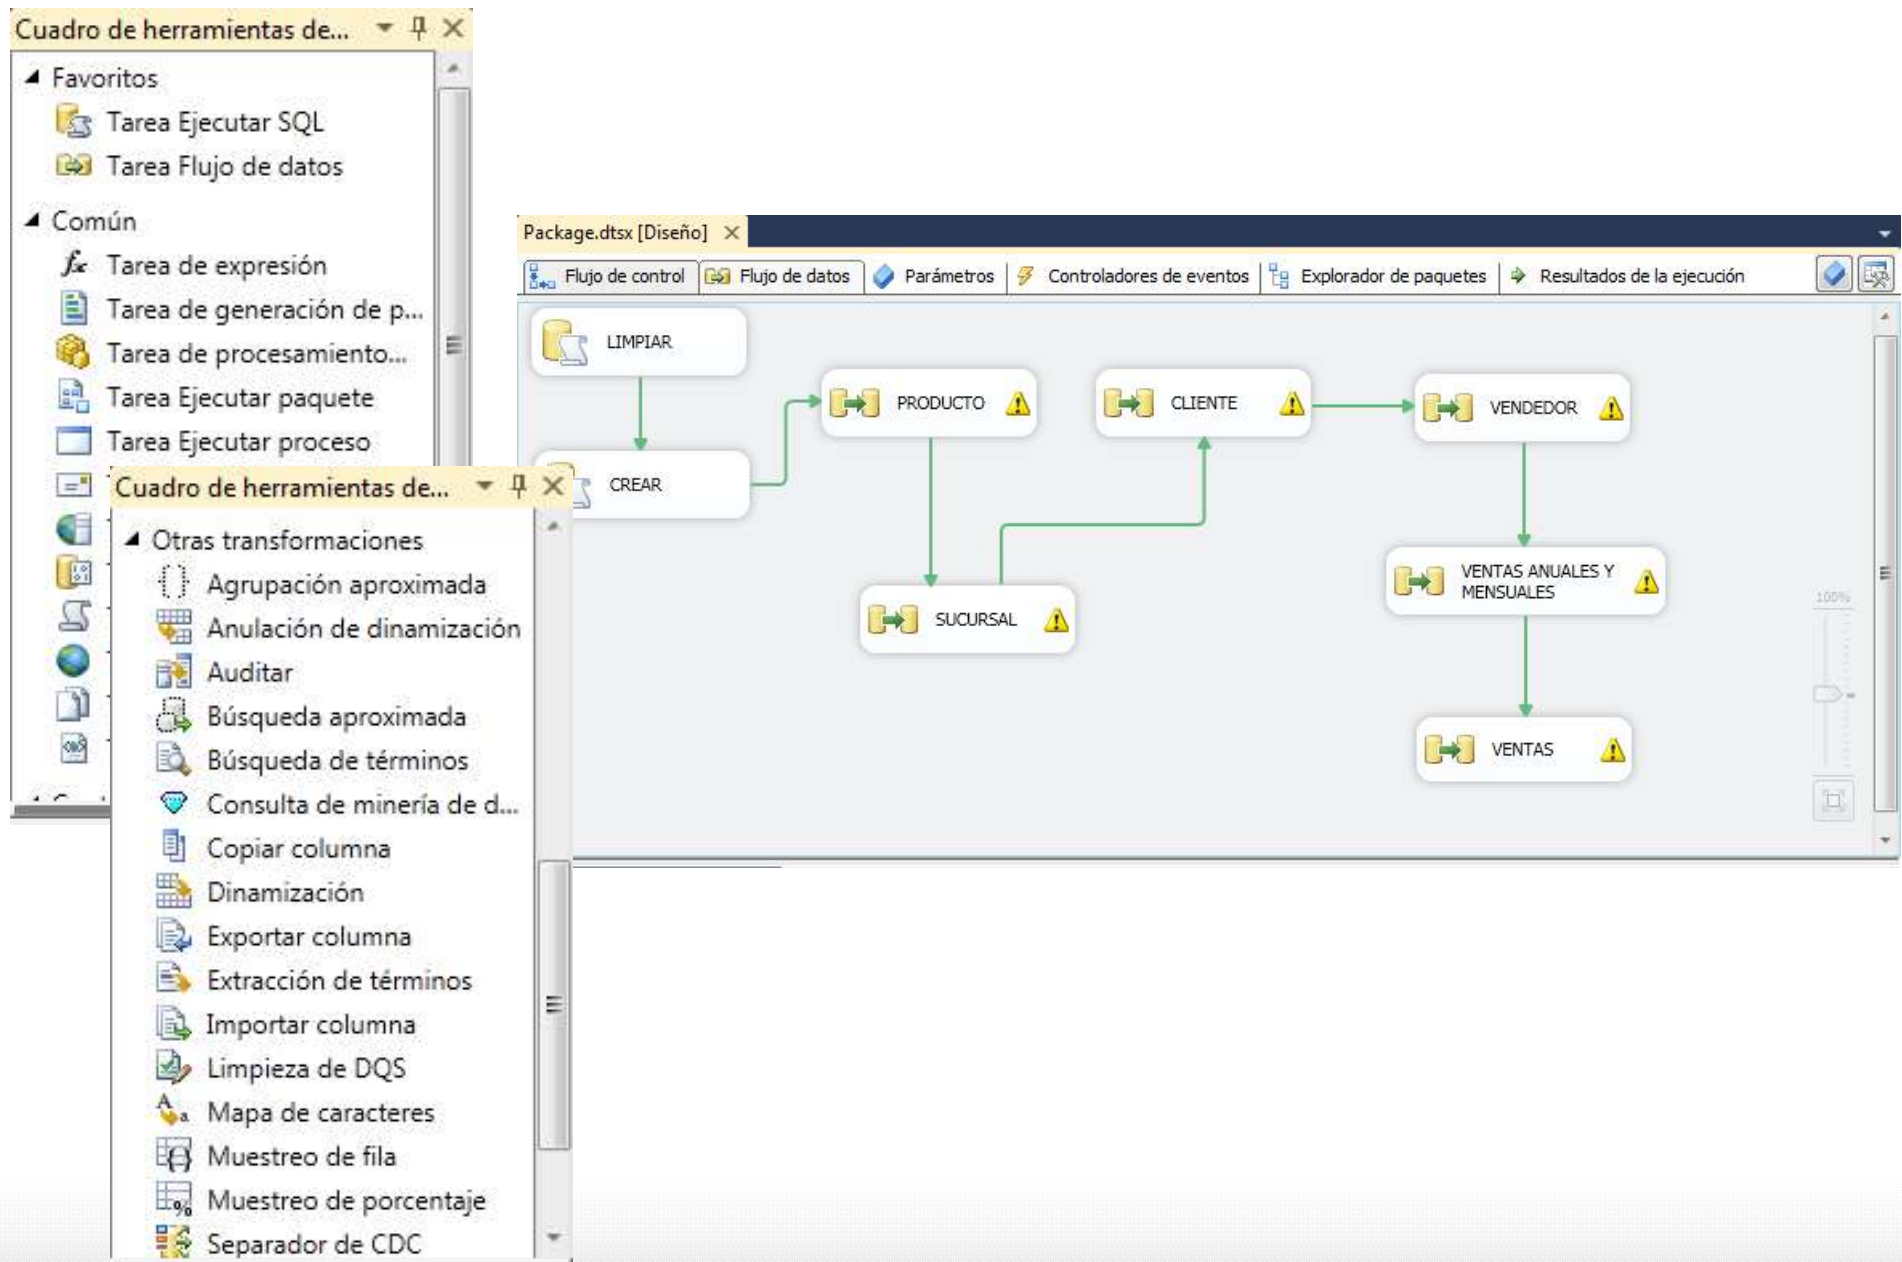 Cuadro de herramientas de...
Favoritos
Tarea Ejecutar SQL
Tarea Flujo de datos
Común
Tarea de expresión
Tarea de generación de p...
Tarea de procesamiento...
Tarea Ejecutar paquete
Tarea Ejecutar proceso
Cuadro de herramientas de...
Otras transformaciones
Agrupación aproximada
Anulación de dinamización
Auditar
Búsqueda aproximada
Búsqueda de términos
Consulta de minería de d...
Copiar columna
Dinamización
Exportar columna
Extracción de términos
Importar columna
Limpieza de DQS
Mapa de caracteres
Muestreo de fila
Muestreo de porcentaje
Separador de CDC
Package.dtsx [Diseño]
Flujo de control Flujo de datos Parámetros Controladores de eventos Explorador de paquetes Resultados de la ejecución
LIMPIAR
CREAR
PRODUCTO
SUCURSAL
CLIENTE
VENDEDOR
VENTAS ANUALES Y
MENSUALES
VENTAS
100%